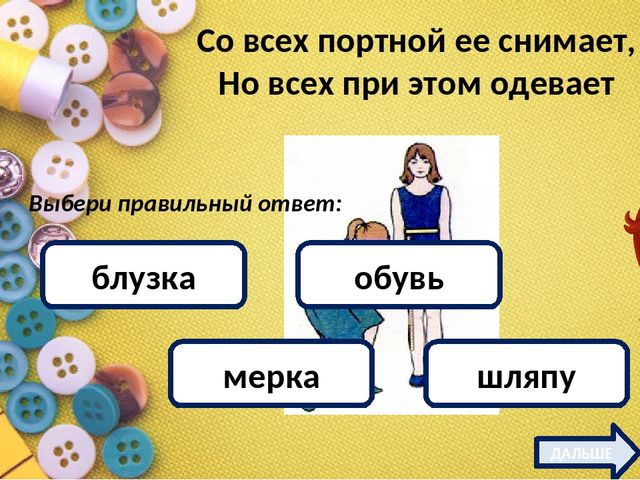 Со всех портной ее снимает,
Но всех при этом одевает
Выбери правильный ответ:
блузка
обувь
мерка
шляпу
ДАЛЬШЕ